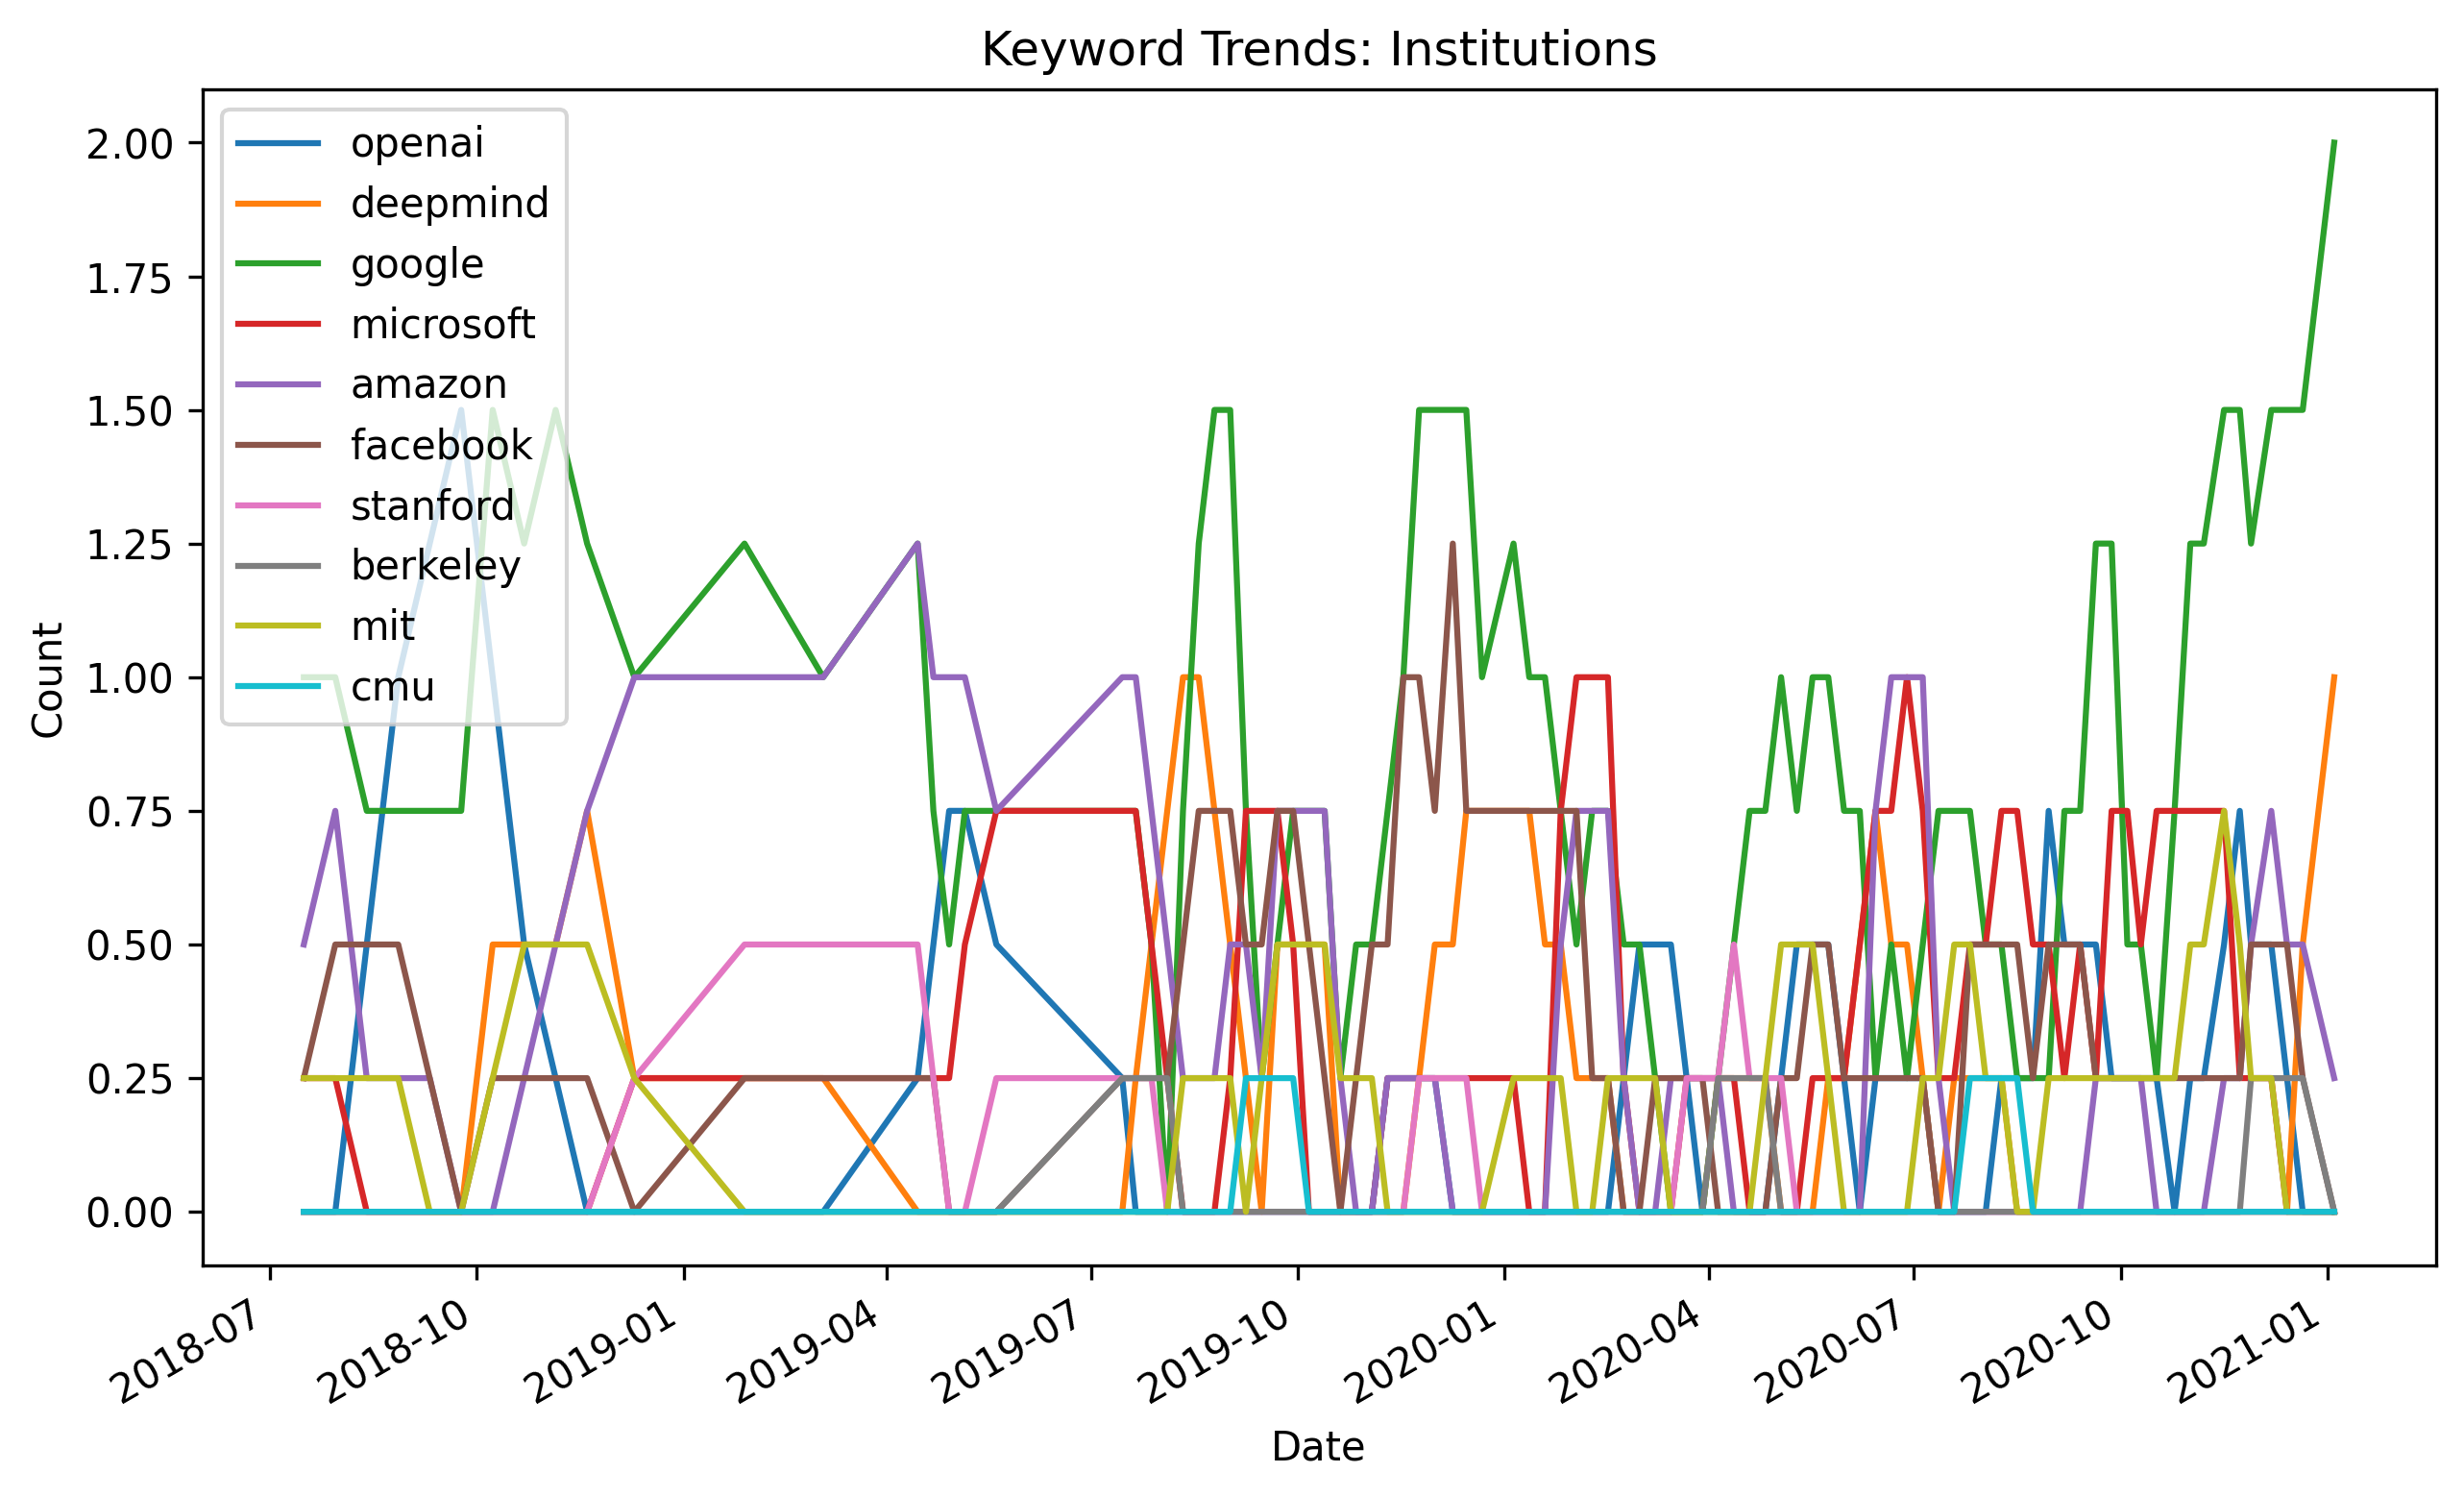 Keyword Trends: Institutions
openai
deepmind
google
microsoft
amazon
facebook
stanford
berkeley
mit
cmu
Count
2.00
1.75
1.50
1.25
1.00
0.75
0.50
0.25
0.00
2018-07
2018-10
2019-01
2019-04
2019-07
2019-10
2020-01
2020-04
2020-07
2020-10
2021-01
Date